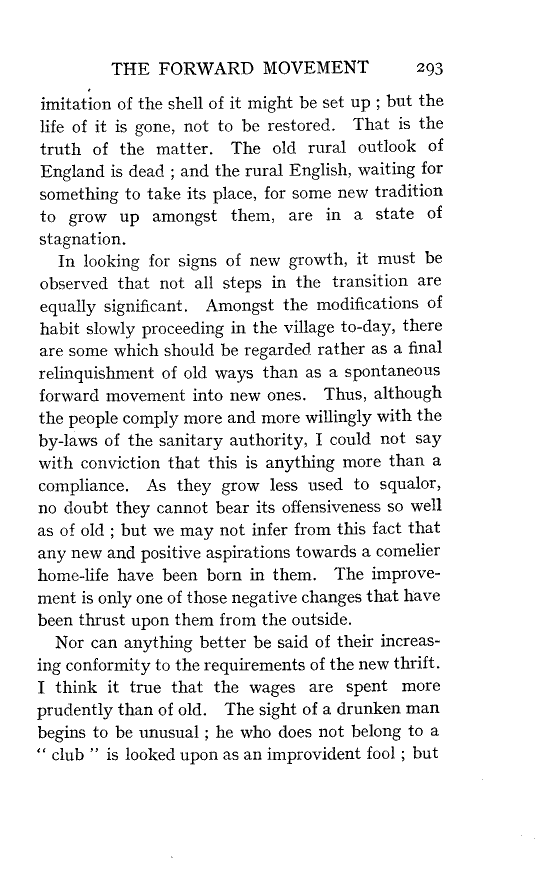 THE FORWARD MOVEMENT 293
imitation of the shell of it might be set up ; but the
life of it is gone, not to be restored. That is the
truth of the matter. The old rural outlook of
England is dead ; and the rural English, waiting for
something to take its place, for some new tradition
to grow up amongst them, are in a state of
stagnation.
In looking for signs of new growth, it must be
observed that not all steps in the transition are
equally significant. Amongst the modifications of
habit slowly proceeding in the village to-day, there
are some which should be regarded rather as a final
relinquishment of old ways than as a spontaneous
forward movement into new ones. Thus, although
the people comply more and more willingly with the
by-laws of the sanitary authority, I could not say
with conviction that this is anything more than a
compliance. As they grow less used to squalor,
no doubt they cannot bear its offensiveness so well
as of old ; but we may not infer from this fact that
any new and positive aspirations towards a comelier
home-life have been born in them. The improve-
ment is only one of those negative changes that have
been thrust upon them from the outside.
Nor can anything better be said of their increas-
ing conformity to the requirements of the new thrift.
I think it true that the wages are spent more
prudently than of old. The sight of a drunken man
begins to be unusual ; he who does not belong to a
“ club ” is looked upon as an improvident fool ; but